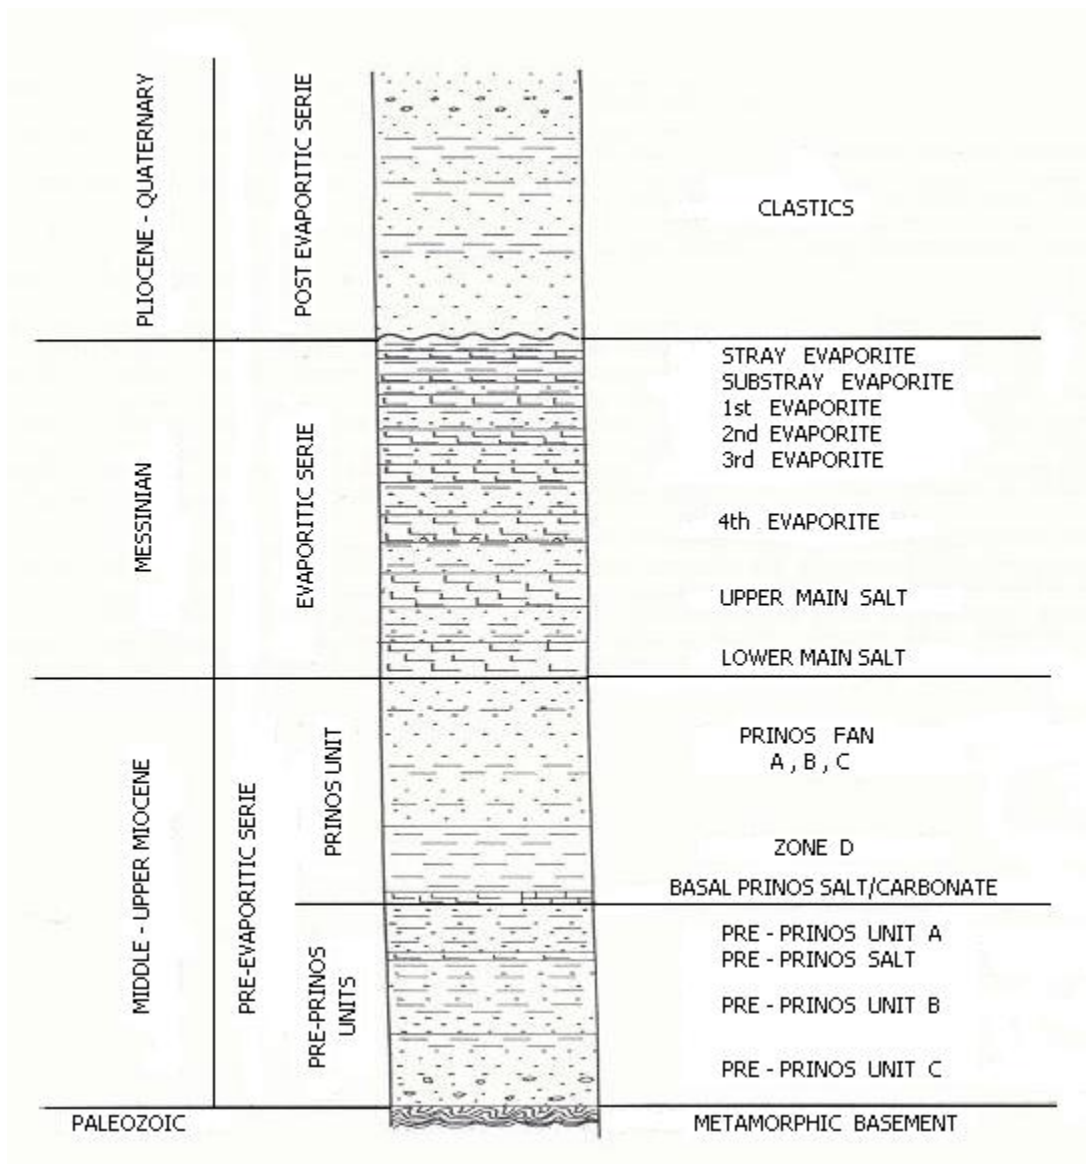 PLIOCENE - QUATERNARY
POST EVAPORITIC SERIE
CLASTICS
MESSINIAN
EVAPORITIC SERIE
STRAY EVAPORITE
SUBSTRAY EVAPORITE
1st EVAPORITE
2nd EVAPORITE
3rd EVAPORITE
4th EVAPORITE
UPPER MAIN SALT
LOWER MAIN SALT
MIDDLE - UPPER MIOCENE
PRE-EVAPORITIC SERIE
PRINOS UNIT
PRINOS FAN
A , B , C
ZONE D
BASAL PRINOS SALT/CARBONATE
PRE-PRINOS
UNITS
PRE - PRINOS UNIT A
PRE - PRINOS SALT
PRE - PRINOS UNIT B
PRE - PRINOS UNIT C
PALEOZOIC
METAMORPHIC BASEMENT